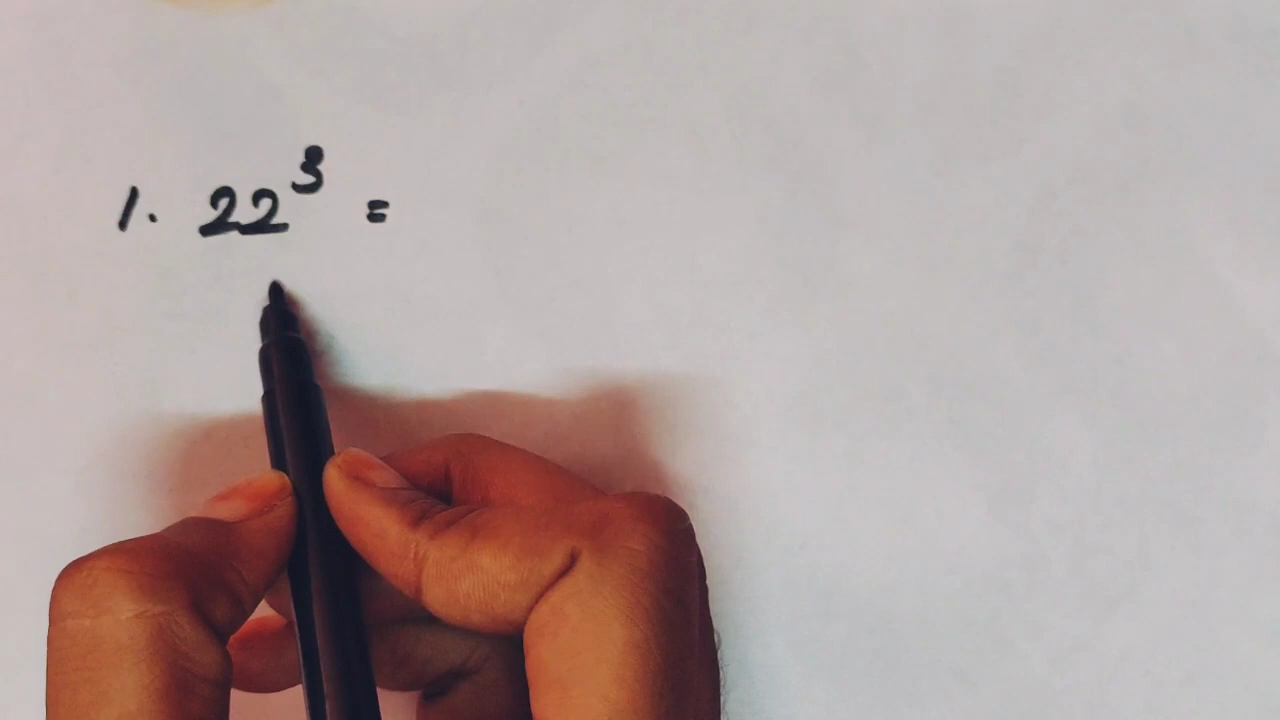 1. 22³ =